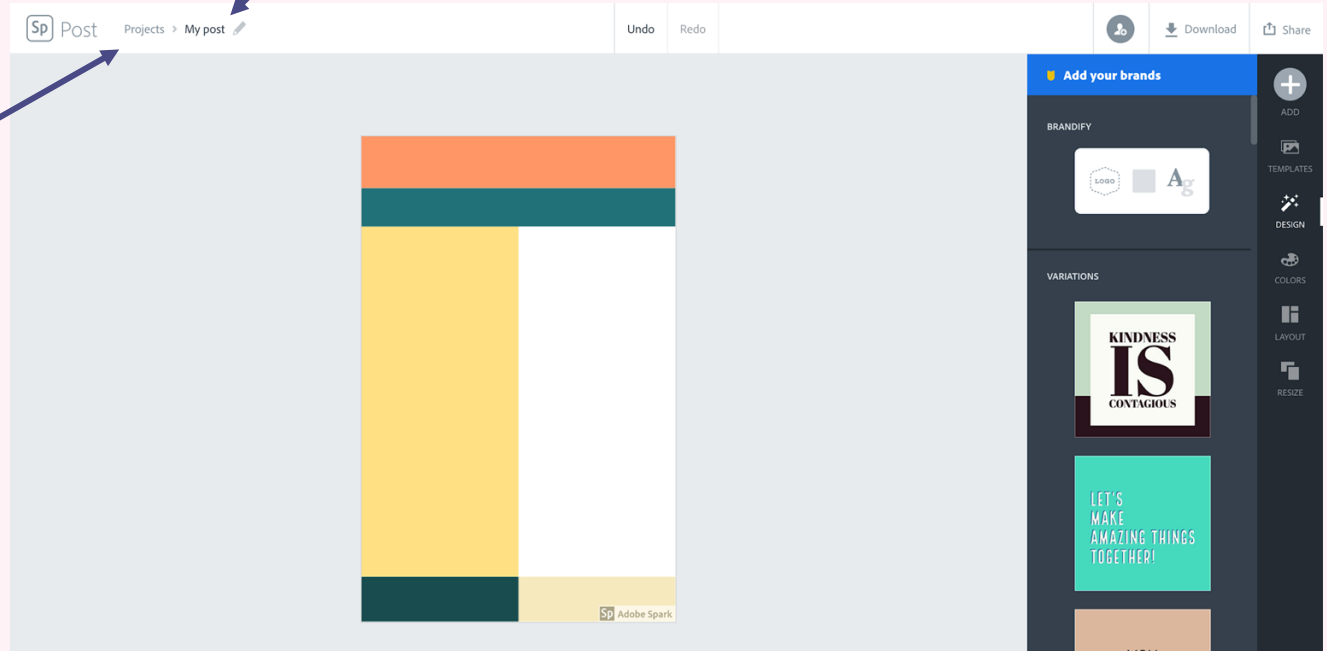 Sp Post Projects > My post Undo Redo Download Share
Add your brands
ADD
BRANDIFY
LOGO Ag
TEMPLATES
DESIGN
VARIATIONS
COLORS
KINDNESS
IS
CONTAGIOUS
LAYOUT
RESIZE
LET'S
MAKE
AMAZING THINGS
TOGETHER!
Sp Adobe Spark